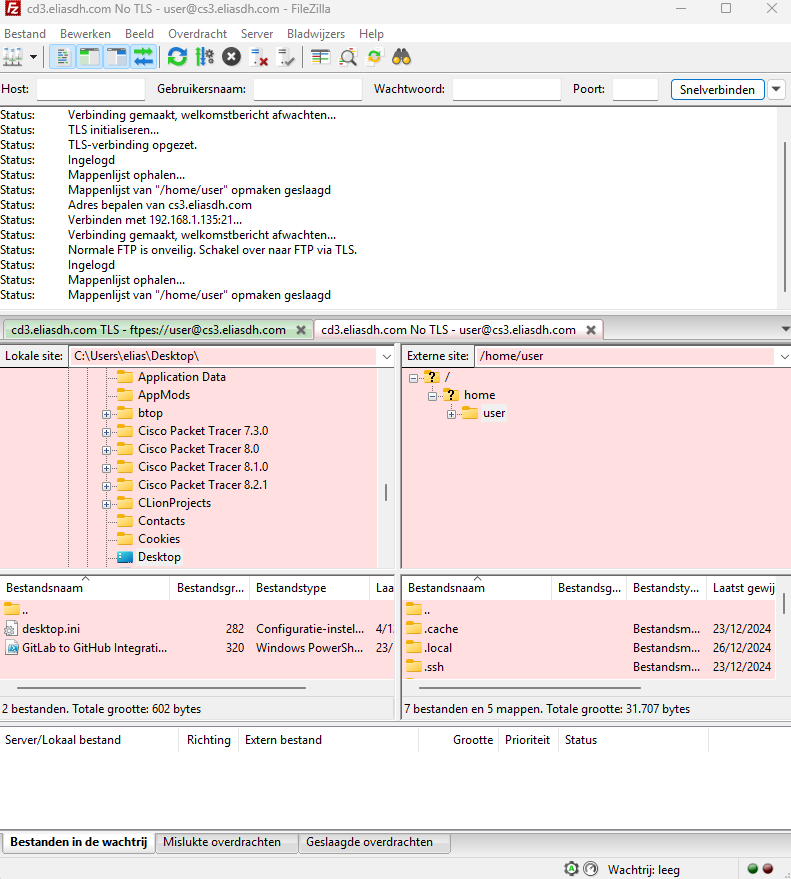 cd3.eliasdh.com No TLS - user@cs3.eliasdh.com - FileZilla
Bestand Bewerken Beeld Overdracht Server Bladwijzers Help
Host: Gebruikersnaam: Wachtwoord: Poort: Snelverbinden
Status: Verbinding gemaakt, welkomstbericht afwachten...
Status: TLS initialiseren...
Status: TLS-verbinding opgezet.
Status: Ingelogd
Status: Mappenlijst ophalen...
Status: Mappenlijst van "/home/user" opmaken geslaagd
Status: Adres bepalen van cs3.eliasdh.com
Status: Verbinden met 192.168.1.135:21...
Status: Verbinding gemaakt, welkomstbericht afwachten...
Status: Normale FTP is onveilig. Schakel over naar FTP via TLS.
Status: Ingelogd
Status: Mappenlijst ophalen...
Status: Mappenlijst van "/home/user" opmaken geslaagd
cd3.eliasdh.com TLS - ftpes://user@cs3.eliasdh.com cd3.eliasdh.com No TLS - user@cs3.eliasdh.com
Lokale site: C:\Users\elias\Desktop\
Application Data
AppMods
btop
Cisco Packet Tracer 7.3.0
Cisco Packet Tracer 8.0
Cisco Packet Tracer 8.1.0
Cisco Packet Tracer 8.2.1
CLionProjects
Contacts
Cookies
Desktop
Externe site: /home/user
/
home
user
Bestandsnaam Bestandsgr... Bestandstype Laa
..
desktop.ini 282 Configuratie-instel... 4/1
GitLab to GitHub Integrati... 320 Windows PowerSh... 23/
2 bestanden. Totale grootte: 602 bytes
Bestandsnaam Bestandsg... Bestandsty... Laatst gewij
..
.cache Bestandsm... 23/12/2024
.local Bestandsm... 26/12/2024
.ssh Bestandsm... 23/12/2024
7 bestanden en 5 mappen. Totale grootte: 31.707 bytes
Server/Lokaal bestand Richting Extern bestand Grootte Prioriteit Status
Bestanden in de wachtrij Mislukte overdrachten Geslaagde overdrachten
Wachtrij: leeg